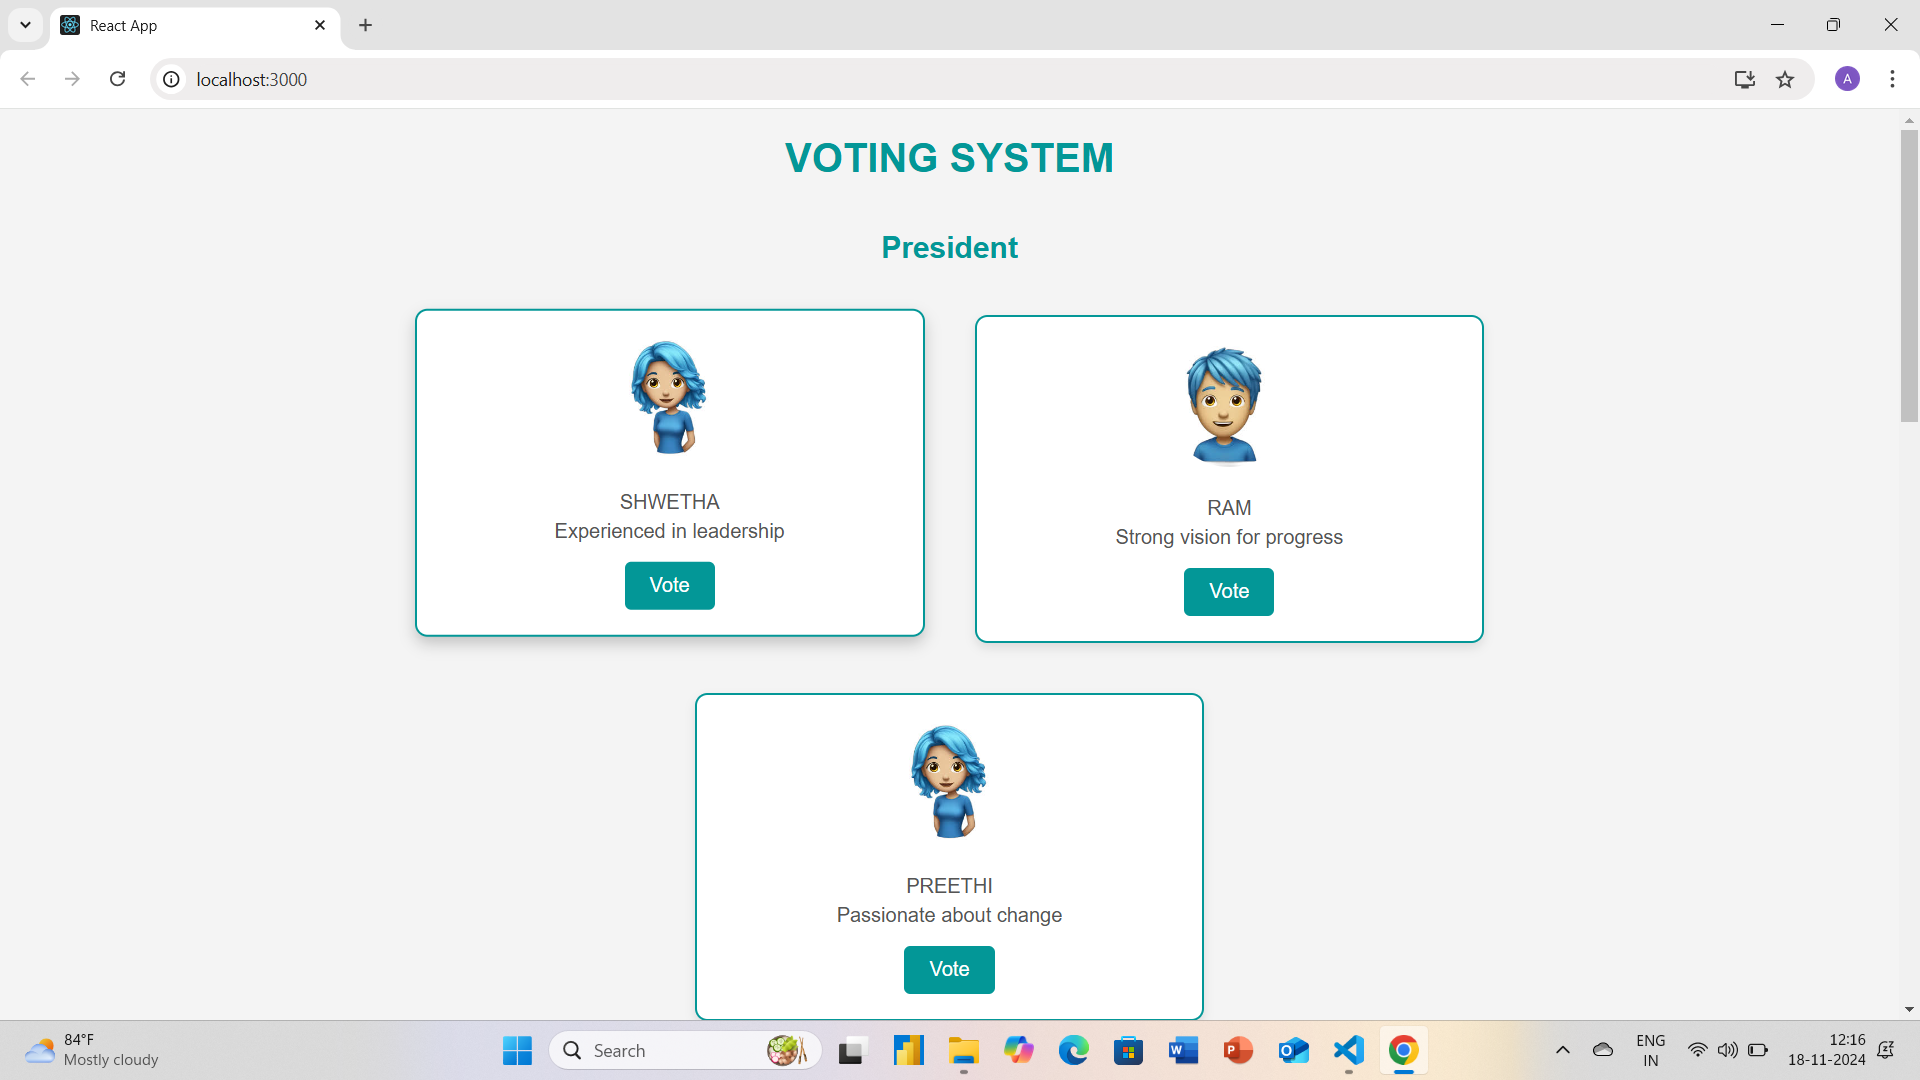 React App
localhost:3000
A
VOTING SYSTEM
President
SHWETHA
Experienced in leadership
Vote
RAM
Strong vision for progress
Vote
PREETHI
Passionate about change
Vote
84°F
Mostly cloudy
Search
ENG
IN
12:16
18-11-2024